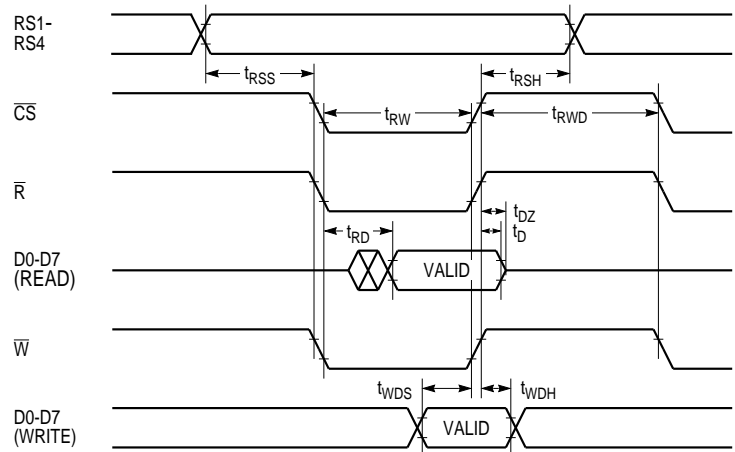 RS1-
RS4
tRSS
tRSH
CS
tRW
tRWD
R
tDZ
tD
tRD
D0-D7
(READ)
VALID
W
tWDS
tWDH
D0-D7
(WRITE)
VALID